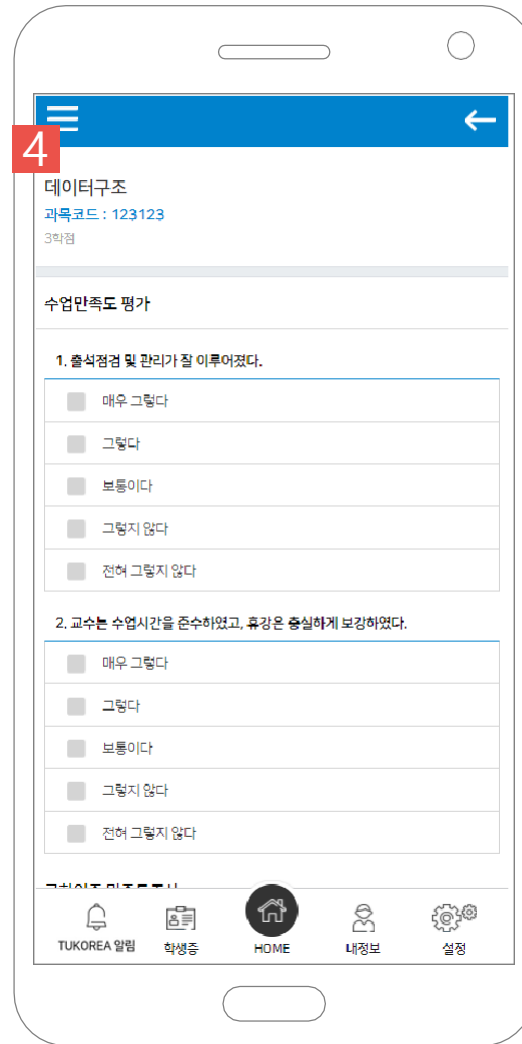 4
데이터구조
과목코드 : 123123
3학점
수업만족도 평가
1. 출석점검 및 관리가 잘 이루어졌다.
매우 그렇다
그렇다
보통이다
그렇지 않다
전혀 그렇지 않다
2. 교수는 수업시간을 준수하였고, 휴강은 충실하게 보강하였다.
매우 그렇다
그렇다
보통이다
그렇지 않다
전혀 그렇지 않다
TUKOREA 알림 학생증 HOME 내정보 설정